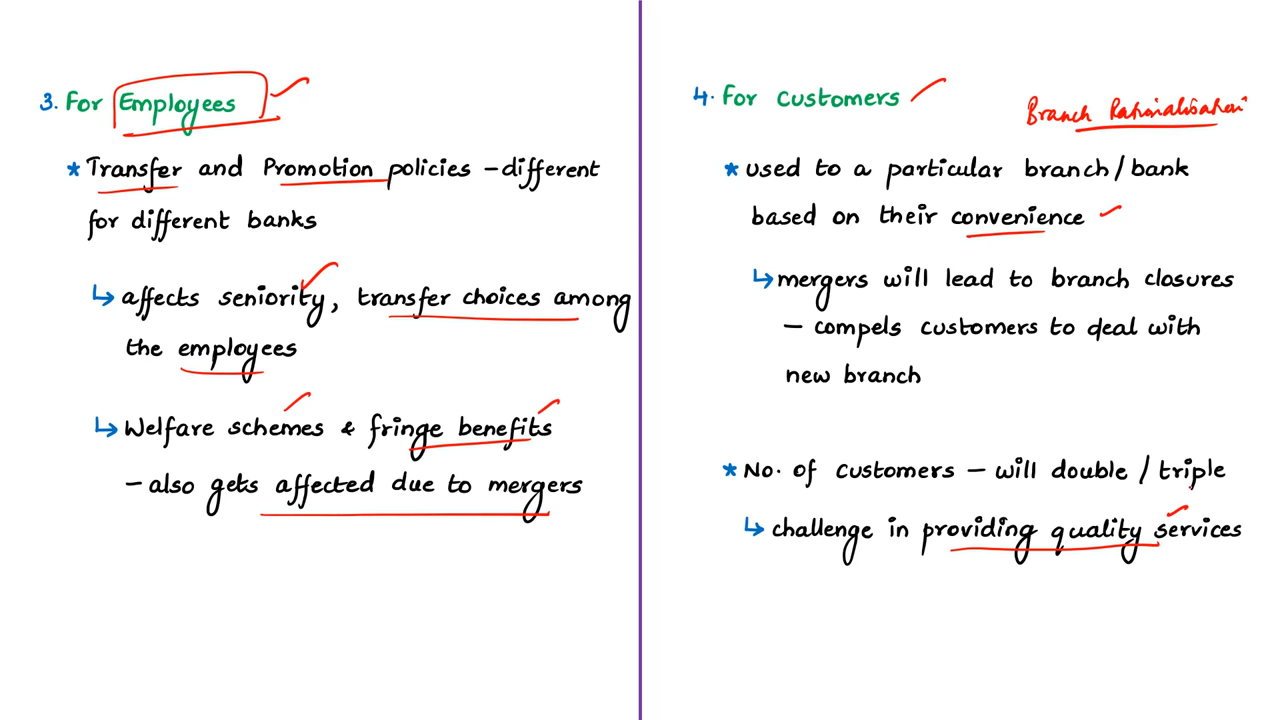 3. For Employees
* Transfer and Promotion policies – different
for different banks
↳ affects seniority, transfer choices among
the employees
↳ Welfare schemes & fringe benefits
– also gets affected due to mergers
4. For customers
Branch Rationalisation
* used to a particular branch/bank
based on their convenience
↳ mergers will lead to branch closures
– compels customers to deal with
new branch
* No. of customers – will double / triple
↳ challenge in providing quality services